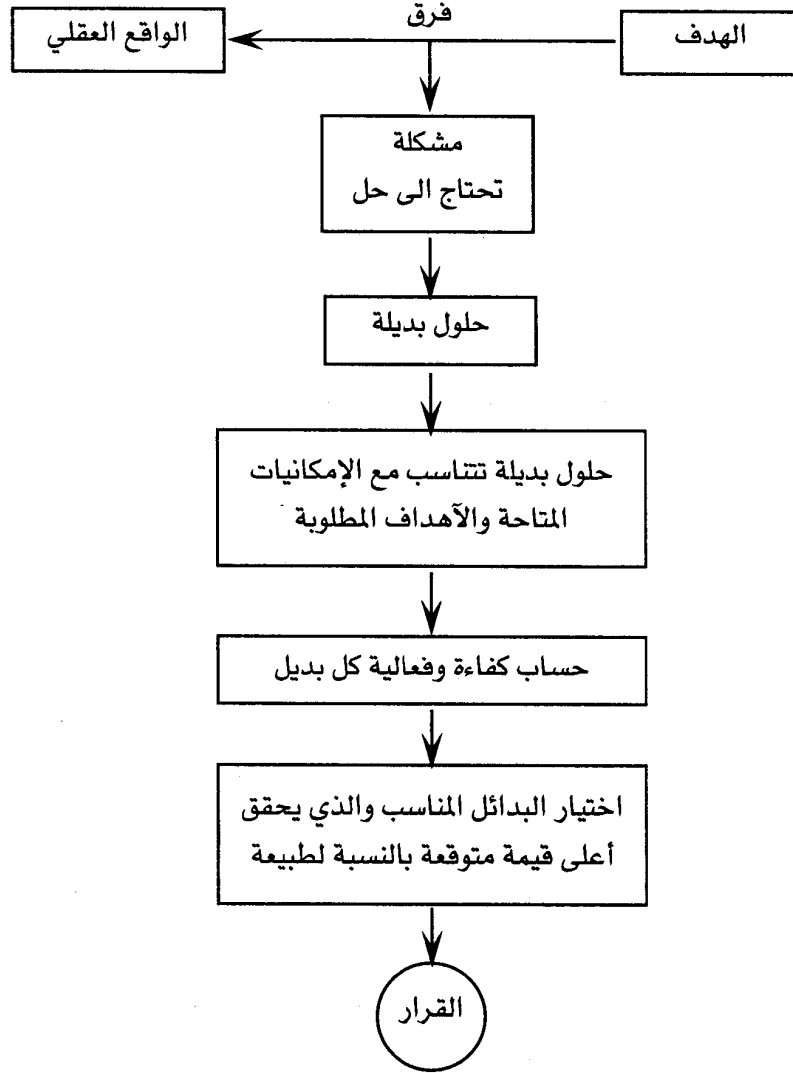 فرق
الهدف
الواقع العقلي
مشكلة
تحتاج الى حل
حلول بديلة
حلول بديلة تتناسب مع الإمكانيات
المتاحة والآهداف المطلوبة
حساب كفاءة وفعالية كل بديل
اختيار البدائل المناسب والذي يحقق
أعلى قيمة متوقعة بالنسبة لطبيعة
القرار